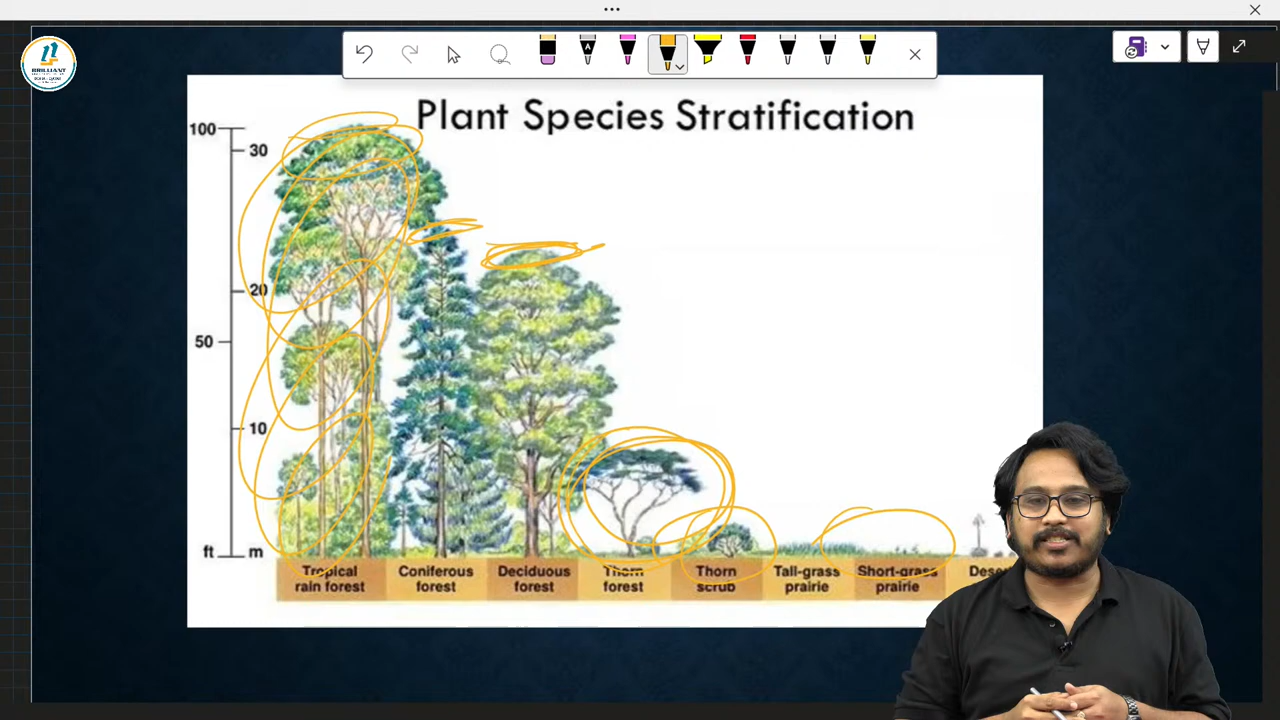 BRILLIANT
Plant Species Stratification
100
30
20
50
10
ft
m
Tropical
rain forest
Coniferous
forest
Deciduous
forest
Thorn
forest
Thorn
scrub
Tall-grass
prairie
Short-grass
prairie